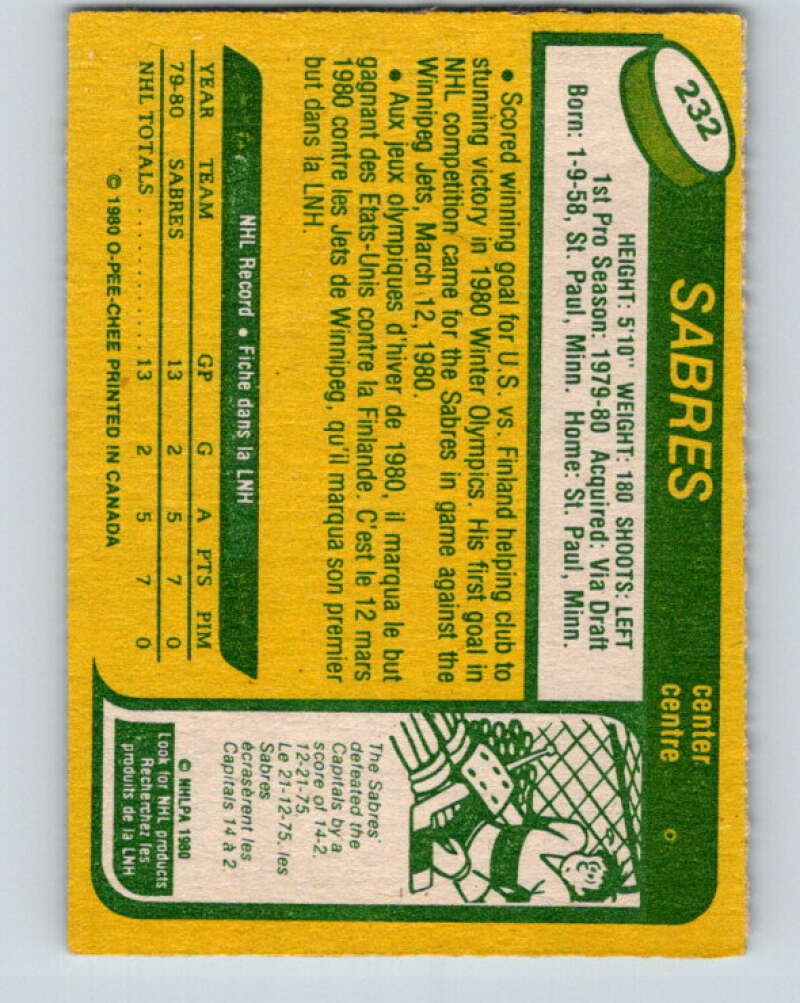 232
SABRES
center
centre
HEIGHT: 5'10" WEIGHT: 180 SHOOTS: LEFT
1st Pro Season: 1979-80 Acquired: Via Draft
Born: 1-9-58, St. Paul, Minn. Home: St. Paul, Minn.
• Scored winning goal for U.S. vs. Finland helping club to
stunning victory in 1980 Winter Olympics. His first goal in
NHL competition came for the Sabres in game against the
Winnipeg Jets, March 12, 1980.
• Aux jeux olympiques d'hiver de 1980, il marqua le but
gagnant des Etats-Unis contre la Finlande. C'est le 12 mars
1980 contre les Jets de Winnipeg, qu'il marqua son premier
but dans la LNH.
NHL Record • Fiche dans la LNH
YEAR TEAM GP G A PTS PIM
79-80 SABRES 13 2 5 7 0
NHL TOTALS .............. 13 2 5 7 0
© 1980 O-PEE-CHEE PRINTED IN CANADA
The Sabres'
defeated the
Capitals by a
score of 14-2.
12-21-75.
Le 21-12-75. les
Sabres
écrasèrent les
Capitals 14 à 2
© NHLPA 1980
Look for NHL products
Recherchez les
produits de la LNH